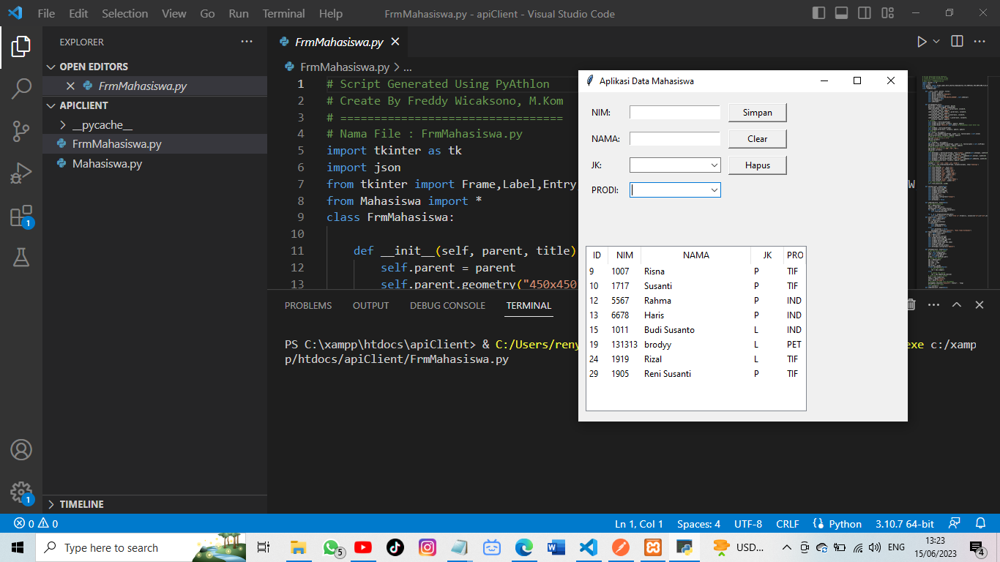 File Edit Selection View Go Run Terminal Help FrmMahasiswa.py - apiClient - Visual Studio Code
EXPLORER
OPEN EDITORS
FrmMahasiswa.py
APICLIENT
__pycache__
FrmMahasiswa.py
Mahasiswa.py
TIMELINE
FrmMahasiswa.py
FrmMahasiswa.py > ...
1 # Script Generated Using PyAthlon
2 # Create By Freddy Wicaksono, M.Kom
3 # =================================
4 # Nama File : FrmMahasiswa.py
5 import tkinter as tk
6 import json
7 from tkinter import Frame,Label,Entry, W
8 from Mahasiswa import *
9 class FrmMahasiswa:
10
11 def __init__(self, parent, title)
12 self.parent = parent
13 self.parent.geometry("450x450
PROBLEMS OUTPUT DEBUG CONSOLE TERMINAL
PS C:\xampp\htdocs\apiClient> & C:/Users/reny exe c:/xamp
p/htdocs/apiClient/FrmMahasiswa.py
Aplikasi Data Mahasiswa
NIM: Simpan
NAMA: Clear
JK: Hapus
PRODI:
ID NIM NAMA JK PRO
9 1007 Risna P TIF
10 1717 Susanti P TIF
12 5567 Rahma P IND
13 6678 Haris P IND
15 1011 Budi Susanto L IND
19 131313 brodyy L PET
24 1919 Rizal L TIF
29 1905 Reni Susanti P TIF
1
1
0 0 Ln 1, Col 1 Spaces: 4 UTF-8 CRLF Python 3.10.7 64-bit
Type here to search 5 USD... ENG 13:23
15/06/2023 4